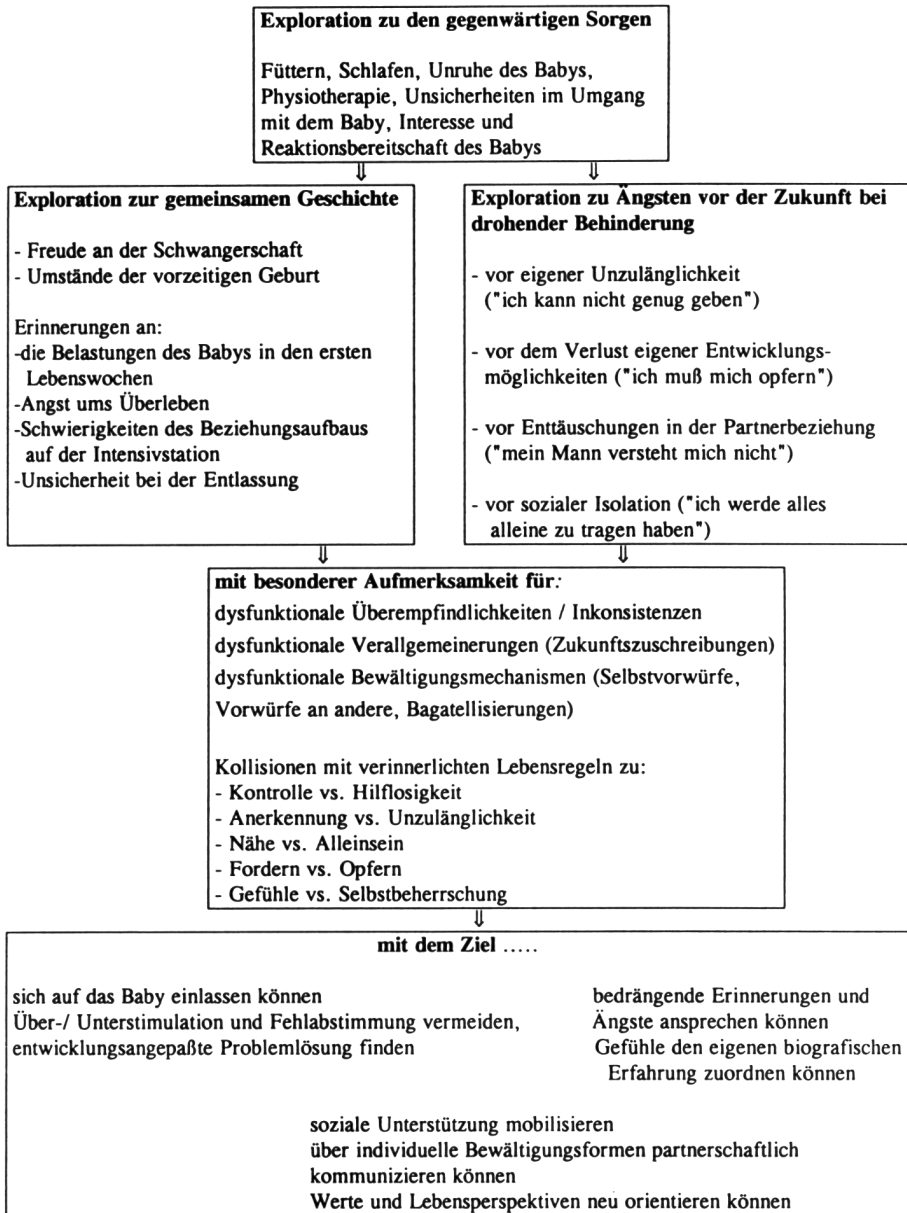 Exploration zu den gegenwärtigen Sorgen
Füttern, Schlafen, Unruhe des Babys,
Physiotherapie, Unsicherheiten im Umgang
mit dem Baby, Interesse und
Reaktionsbereitschaft des Babys
⇓ ⇓
Exploration zur gemeinsamen Geschichte
- Freude an der Schwangerschaft
- Umstände der vorzeitigen Geburt
Erinnerungen an:
-die Belastungen des Babys in den ersten
Lebenswochen
-Angst ums Überleben
-Schwierigkeiten des Beziehungsaufbaus
auf der Intensivstation
-Unsicherheit bei der Entlassung
Exploration zu Ängsten vor der Zukunft bei
drohender Behinderung
- vor eigener Unzulänglichkeit
("ich kann nicht genug geben")
- vor dem Verlust eigener Entwicklungs-
möglichkeiten ("ich muß mich opfern")
- vor Enttäuschungen in der Partnerbeziehung
("mein Mann versteht mich nicht")
- vor sozialer Isolation ("ich werde alles
alleine zu tragen haben")
⇓ ⇓
mit besonderer Aufmerksamkeit für:
dysfunktionale Überempfindlichkeiten / Inkonsistenzen
dysfunktionale Verallgemeinerungen (Zukunftszuschreibungen)
dysfunktionale Bewältigungsmechanismen (Selbstvorwürfe,
Vorwürfe an andere, Bagatellisierungen)
Kollisionen mit verinnerlichten Lebensregeln zu:
- Kontrolle vs. Hilflosigkeit
- Anerkennung vs. Unzulänglichkeit
- Nähe vs. Alleinsein
- Fordern vs. Opfern
- Gefühle vs. Selbstbeherrschung
⇓
mit dem Ziel .....
sich auf das Baby einlassen können
Über-/ Unterstimulation und Fehlabstimmung vermeiden,
entwicklungsangepaßte Problemlösung finden
bedrängende Erinnerungen und
Ängste ansprechen können
Gefühle den eigenen biografischen
Erfahrung zuordnen können
soziale Unterstützung mobilisieren
über individuelle Bewältigungsformen partnerschaftlich
kommunizieren können
Werte und Lebensperspektiven neu orientieren können